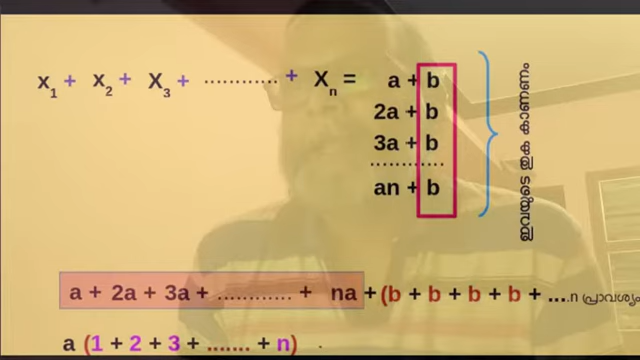 x₁ + x₂ + X₃ + ............ + Xₙ = a + b
2a + b
3a + b
............
an + b
ഇവയുടെ തുക കാണണം
a + 2a + 3a + ............ + na + (b + b + b + b + ....n പ്രാവശ്യം
a (1 + 2 + 3 + ....... + n)